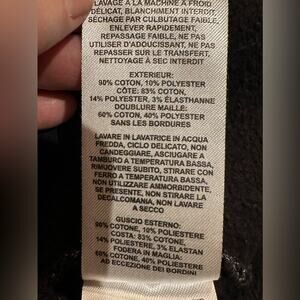 LAVAGE A LA MACHINE A FROID
DÉLICAT, BLANCHIMENT INTERDIT,
SÉCHAGE PAR CULBUTAGE FAIBLE,
ENLEVER RAPIDEMENT,
REPASSAGE FAIBLE, NE PAS
UTILISER D'ADOUCISSANT, NE PAS
REPASSER SUR LE TRANSFERT,
NETTOYAGE À SEC INTERDIT
EXTERIEUR:
90% COTON, 10% POLYESTER
CÔTE: 83% COTON,
14% POLYESTER, 3% ÉLASTHANNE
DOUBLURE MAILLE:
60% COTON, 40% POLYESTER
SANS LES BORDURES
LAVARE IN LAVATRICE IN ACQUA
FREDDA, CICLO DELICATO, NON
CANDEGGIARE, ASCIUGARE A
TAMBURO A TEMPERATURA BASSA,
RIMUOVERE SUBITO, STIRARE CON
FERRO A TEMPERATURA BASSA,
NON UTILIZZARE AMMORBIDENTE,
SE PRESENTE, NON STIRARE LA
DECALCOMANIA, NON LAVARE
A SECCO
GUSCIO ESTERNO:
90% COTONE, 10% POLIESTERE
COSTA: 83% COTONE,
14% POLIESTERE, 3% ELASTAN
FODERA IN MAGLIA:
60% COTONE, 40% POLIESTERE
AD ECCEZIONE DEI BORDINI